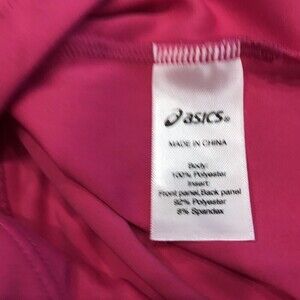 asics®
MADE IN CHINA
Body:
100% Polyester
Insert:
Front panel,Back panel
92% Polyester
8% Spandex